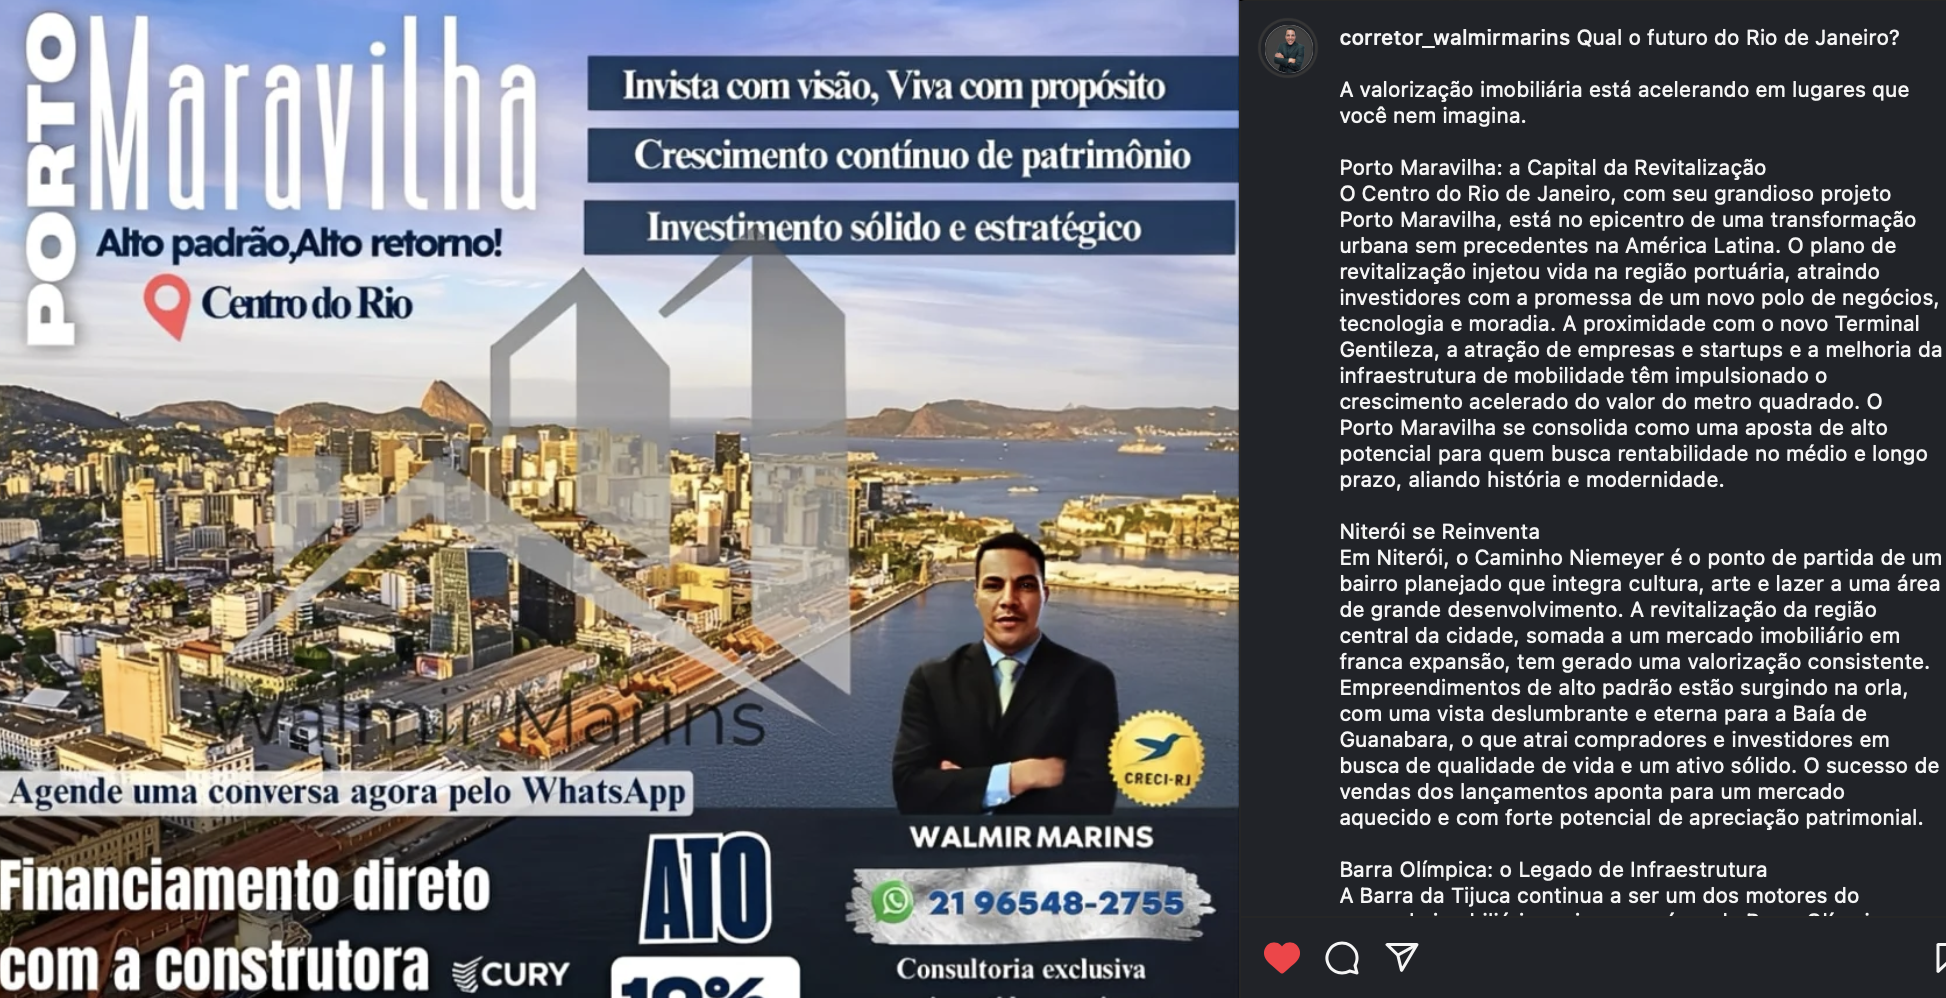 PORTO
Maravilha
Alto padrão,Alto retorno!
Centro do Rio
Invista com visão, Viva com propósito
Crescimento contínuo de patrimônio
Investimento sólido e estratégico
Walmir Marins
Agende uma conversa agora pelo WhatsApp
Financiamento direto
com a construtora
CURY
ATO
10%
CRECI-RJ
WALMIR MARINS
21 96548-2755
Consultoria exclusiva
corretor_walmirmarins Qual o futuro do Rio de Janeiro?
A valorização imobiliária está acelerando em lugares que
você nem imagina.
Porto Maravilha: a Capital da Revitalização
O Centro do Rio de Janeiro, com seu grandioso projeto
Porto Maravilha, está no epicentro de uma transformação
urbana sem precedentes na América Latina. O plano de
revitalização injetou vida na região portuária, atraindo
investidores com a promessa de um novo polo de negócios,
tecnologia e moradia. A proximidade com o novo Terminal
Gentileza, a atração de empresas e startups e a melhoria da
infraestrutura de mobilidade têm impulsionado o
crescimento acelerado do valor do metro quadrado. O
Porto Maravilha se consolida como uma aposta de alto
potencial para quem busca rentabilidade no médio e longo
prazo, aliando história e modernidade.
Niterói se Reinventa
Em Niterói, o Caminho Niemeyer é o ponto de partida de um
bairro planejado que integra cultura, arte e lazer a uma área
de grande desenvolvimento. A revitalização da região
central da cidade, somada a um mercado imobiliário em
franca expansão, tem gerado uma valorização consistente.
Empreendimentos de alto padrão estão surgindo na orla,
com uma vista deslumbrante e eterna para a Baía de
Guanabara, o que atrai compradores e investidores em
busca de qualidade de vida e um ativo sólido. O sucesso de
vendas dos lançamentos aponta para um mercado
aquecido e com forte potencial de apreciação patrimonial.
Barra Olímpica: o Legado de Infraestrutura
A Barra da Tijuca continua a ser um dos motores do